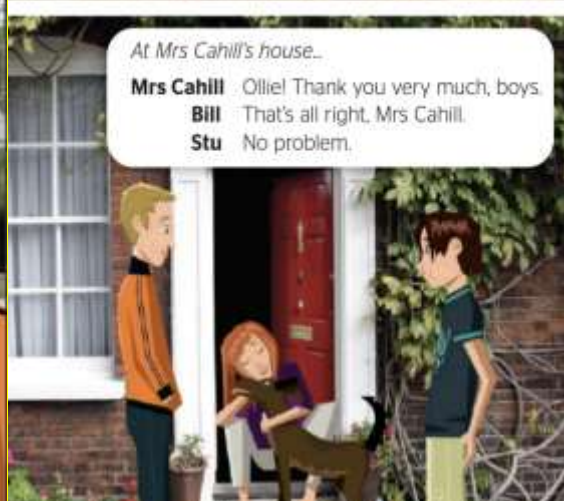 At Mrs Cahill's house...
Mrs Cahill Ollie! Thank you very much, boys.
Bill That's all right, Mrs Cahill.
Stu No problem.